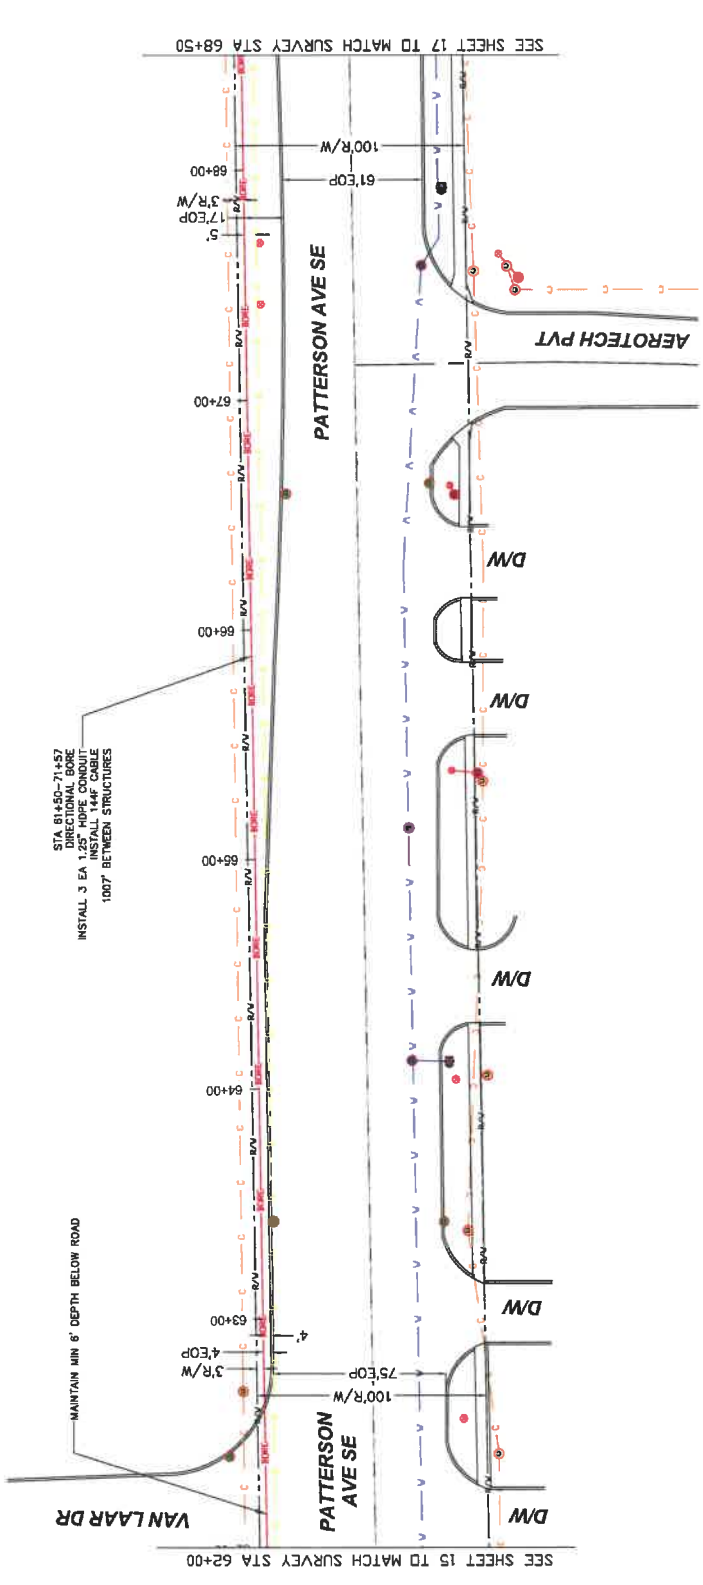 SEE SHEET 17 TO MATCH SURVEY STA 68+50
100'R/W
68+00
61'EOP
3'R/W
17'EOP
5'
R/W
BORE
C
W
PATTERSON AVE SE
AEROTECH PVT
67+00
D/W
66+00
D/W
STA 61+50-71+57
DIRECTIONAL BORE
INSTALL 3 EA 1.25" HDPE CONDUIT
INSTALL 144F CABLE
1007' BETWEEN STRUCTURES
65+00
D/W
64+00
MAINTAIN MIN 6' DEPTH BELOW ROAD
63+00
4'
4'EOP
3'R/W
75'EOP
100'R/W
D/W
PATTERSON
AVE SE
VAN LAAR DR
D/W
SEE SHEET 15 TO MATCH SURVEY STA 62+00